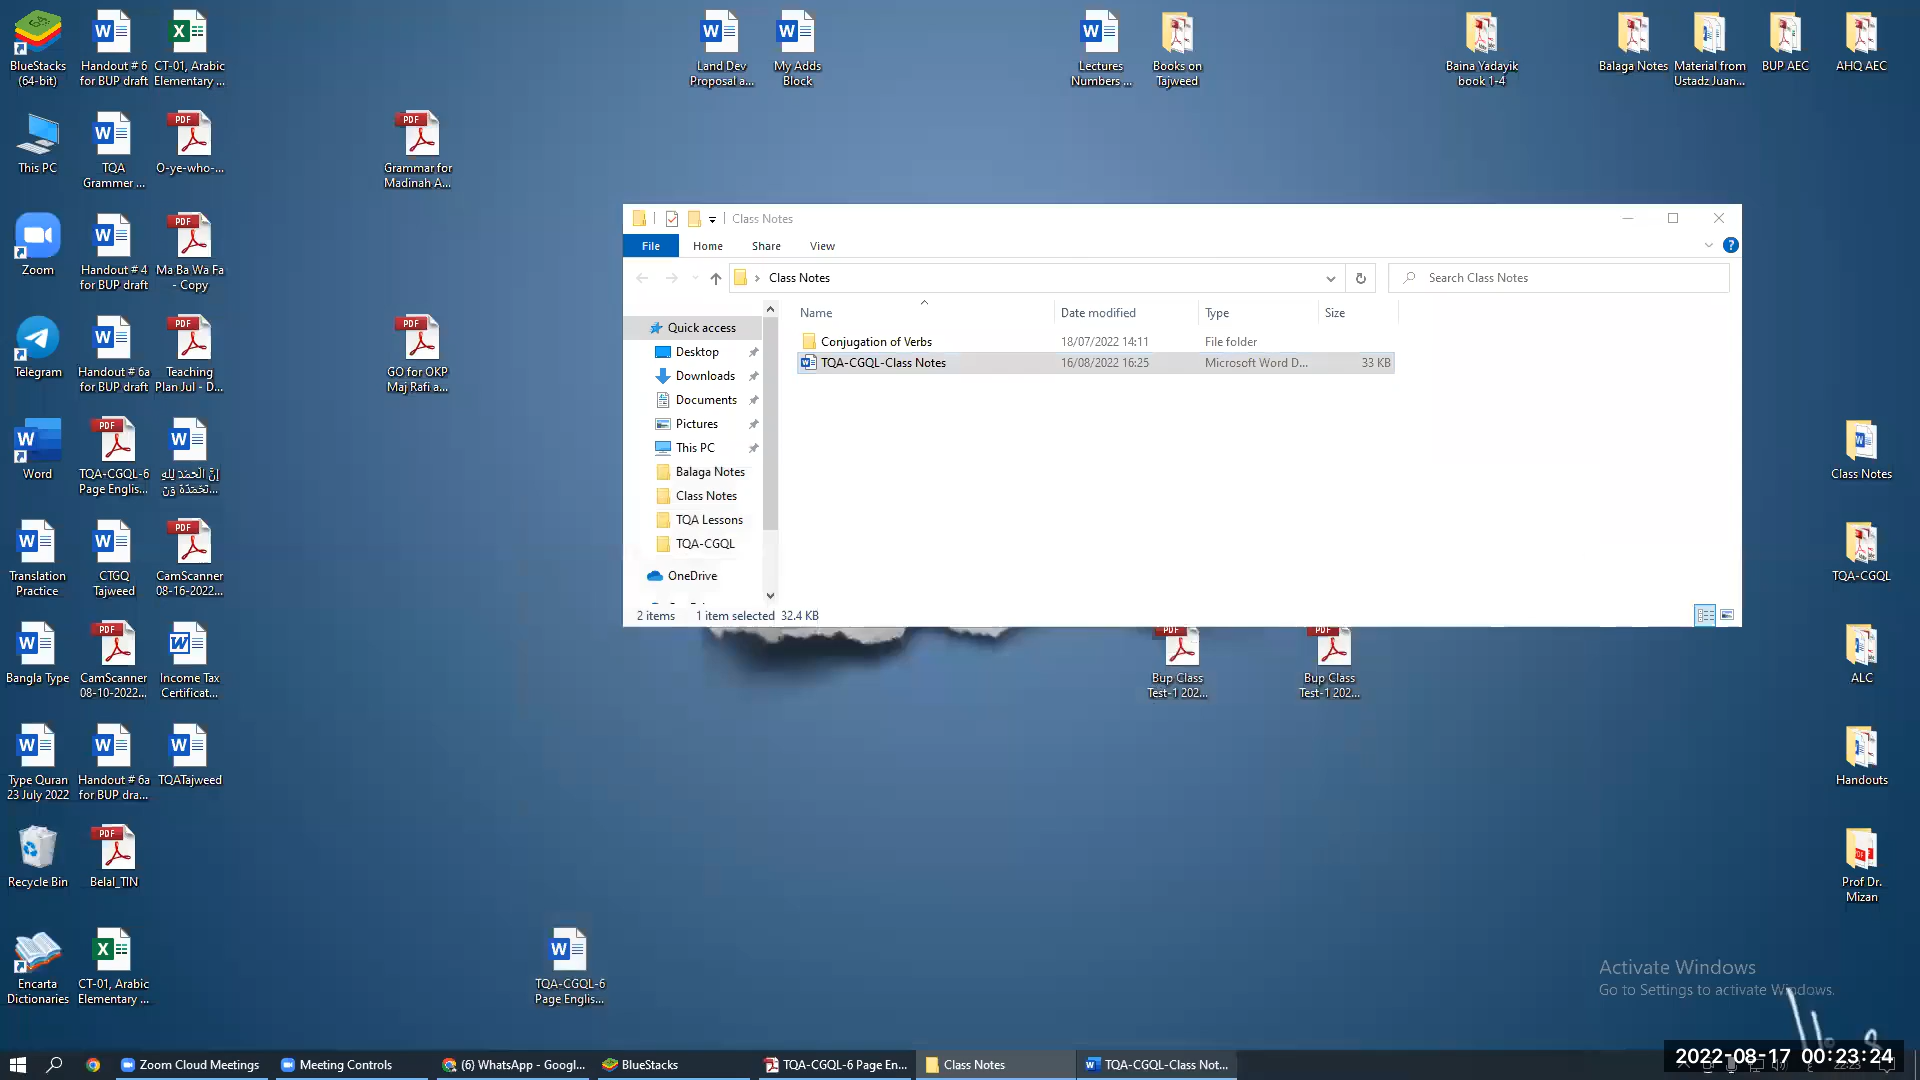 BlueStacks
(64-bit)
Handout # 6
for BUP draft
CT-01, Arabic
Elementary ...
Land Dev
Proposal a...
My Adds
Block
Lectures
Numbers ...
Books on
Tajweed
Baina Yadayik
book 1-4
Balaga Notes
Material from
Ustadz Juan...
BUP AEC
AHQ AEC
This PC
TQA
Grammer ...
O-ye-who-...
Grammar for
Madinah A...
Zoom
Handout # 4
for BUP draft
Ma Ba Wa Fa
- Copy
Telegram
Handout # 6a
for BUP draft
Teaching
Plan Jul - D...
GO for OKP
Maj Rafi a...
Word
TQA-CGQL-6
Page Englis...
Translation
Practice
CTGQ
Tajweed
CamScanner
08-16-2022...
Bangla Type
CamScanner
08-10-2022...
Income Tax
Certificat...
Type Quran
23 July 2022
Handout # 6a
for BUP dra...
TQATajweed
Recycle Bin
Belal_TIN
Encarta
Dictionaries
CT-01, Arabic
Elementary ...
TQA-CGQL-6
Page Englis...
Class Notes
File Home Share View
Class Notes
Search Class Notes
Name Date modified Type Size
Conjugation of Verbs 18/07/2022 14:11 File folder
TQA-CGQL-Class Notes 16/08/2022 16:25 Microsoft Word D... 33 KB
Quick access
Desktop
Downloads
Documents
Pictures
This PC
Balaga Notes
Class Notes
TQA Lessons
TQA-CGQL
OneDrive
2 items 1 item selected 32.4 KB
Bup Class
Test-1 202...
Bup Class
Test-1 202...
Class Notes
TQA-CGQL
ALC
Handouts
Prof Dr.
Mizan
Activate Windows
Go to Settings to activate Windows.
Zoom Cloud Meetings
Meeting Controls
(6) WhatsApp - Googl...
BlueStacks
TQA-CGQL-6 Page En...
Class Notes
TQA-CGQL-Class Not...
2022-08-17 00:23:24